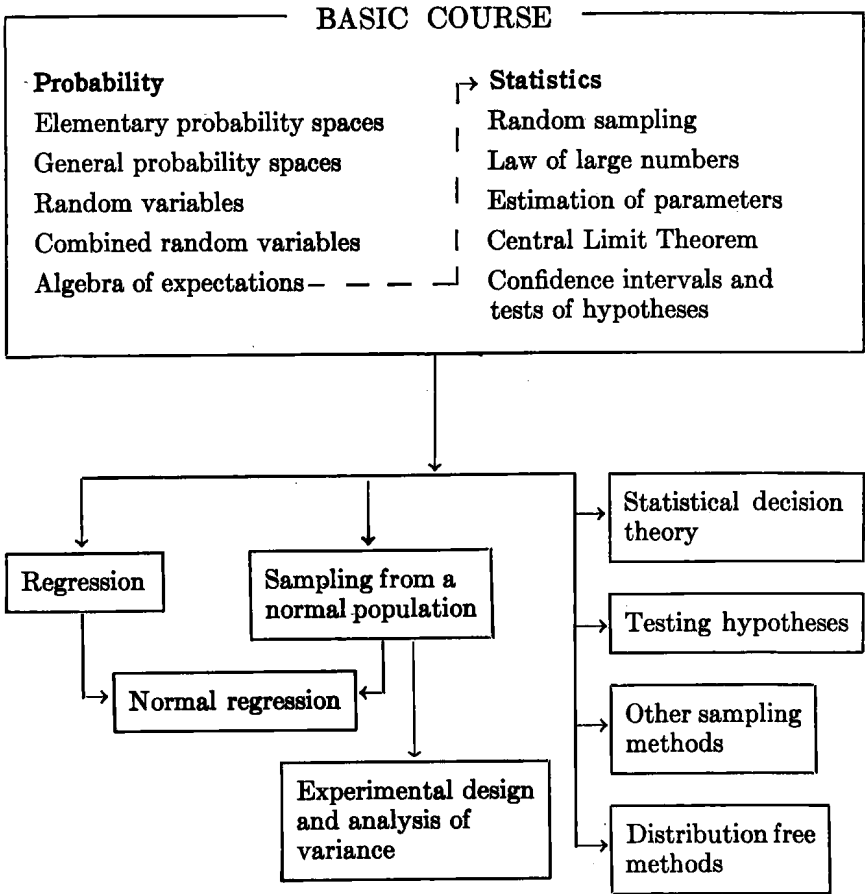 BASIC COURSE
Probability
Elementary probability spaces
General probability spaces
Random variables
Combined random variables
Algebra of expectations
Statistics
Random sampling
Law of large numbers
Estimation of parameters
Central Limit Theorem
Confidence intervals and
tests of hypotheses
Regression
Sampling from a
normal population
Normal regression
Experimental design
and analysis of
variance
Statistical decision
theory
Testing hypotheses
Other sampling
methods
Distribution free
methods